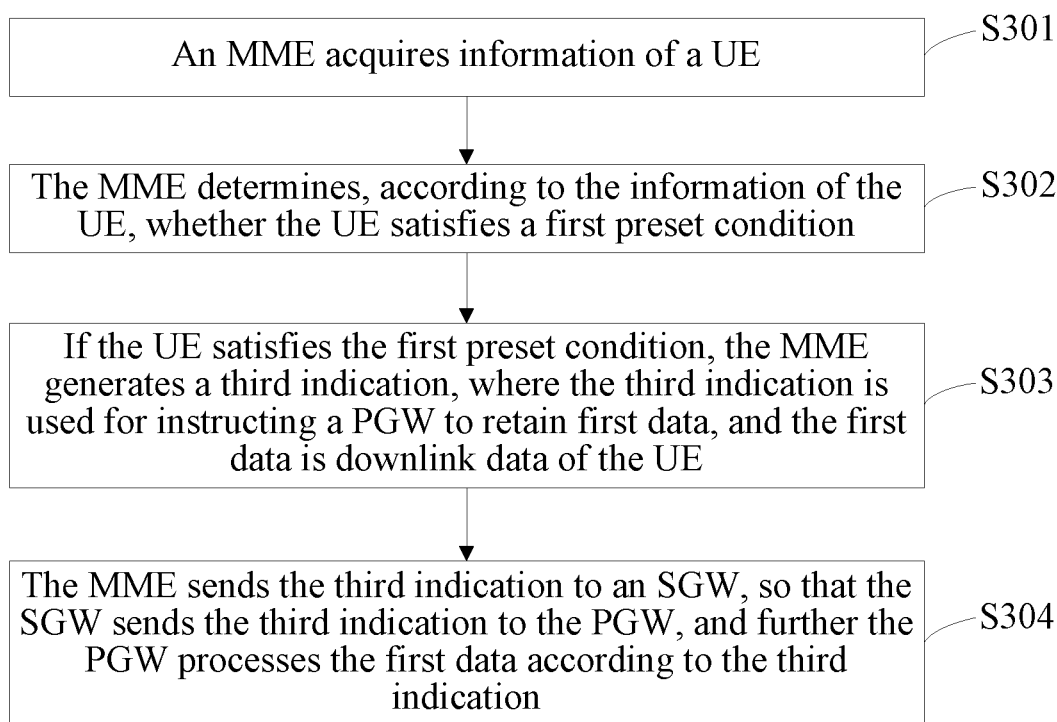 An MME acquires information of a UE
S301
The MME determines, according to the information of the
UE, whether the UE satisfies a first preset condition
S302
If the UE satisfies the first preset condition, the MME
generates a third indication, where the third indication is
used for instructing a PGW to retain first data, and the first
data is downlink data of the UE
S303
The MME sends the third indication to an SGW, so that the
SGW sends the third indication to the PGW, and further the
PGW processes the first data according to the third
indication
S304